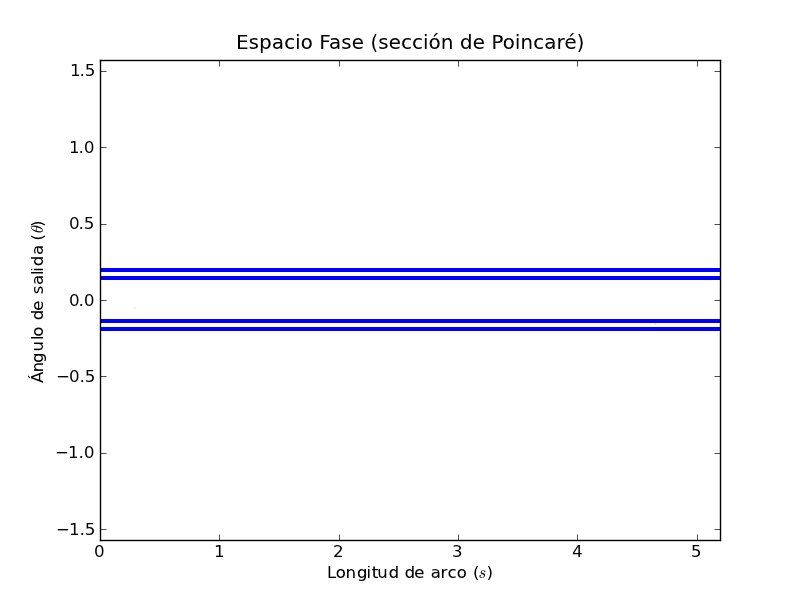 Espacio Fase (sección de Poincaré)
1.5
1.0
0.5
0.0
−0.5
−1.0
−1.5
Ángulo de salida (θ)
0 1 2 3 4 5
Longitud de arco (s)